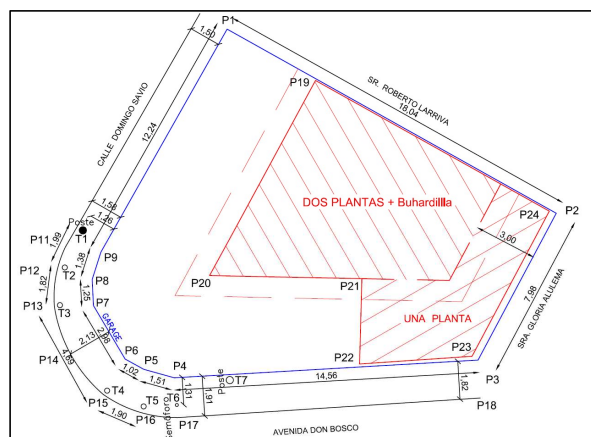 P1
1,50
CALLE DOMINGO SAVIO
12,24
P19
SR. ROBERTO LARRIVA
18,04
DOS PLANTAS + Buhardillla
P24
P2
3,00
7,98
SRA. GLORIA ALULEMA
1,58
1,26
Poste
T1
P11
1,99
P9
1,38
T2
P12
1,82
P8
1,25
P13
T3
P7
GARAGE
2,98
2,13
P14
4,69
P6
P5
P4
1,02
1,51
P20
P21
UNA PLANTA
P22
P23
P3
14,56
Poste
T7
1,31
1,91
1,82
T4
T5
T6
Semáforo
P15
1,90
P16
P17
P18
AVENIDA DON BOSCO